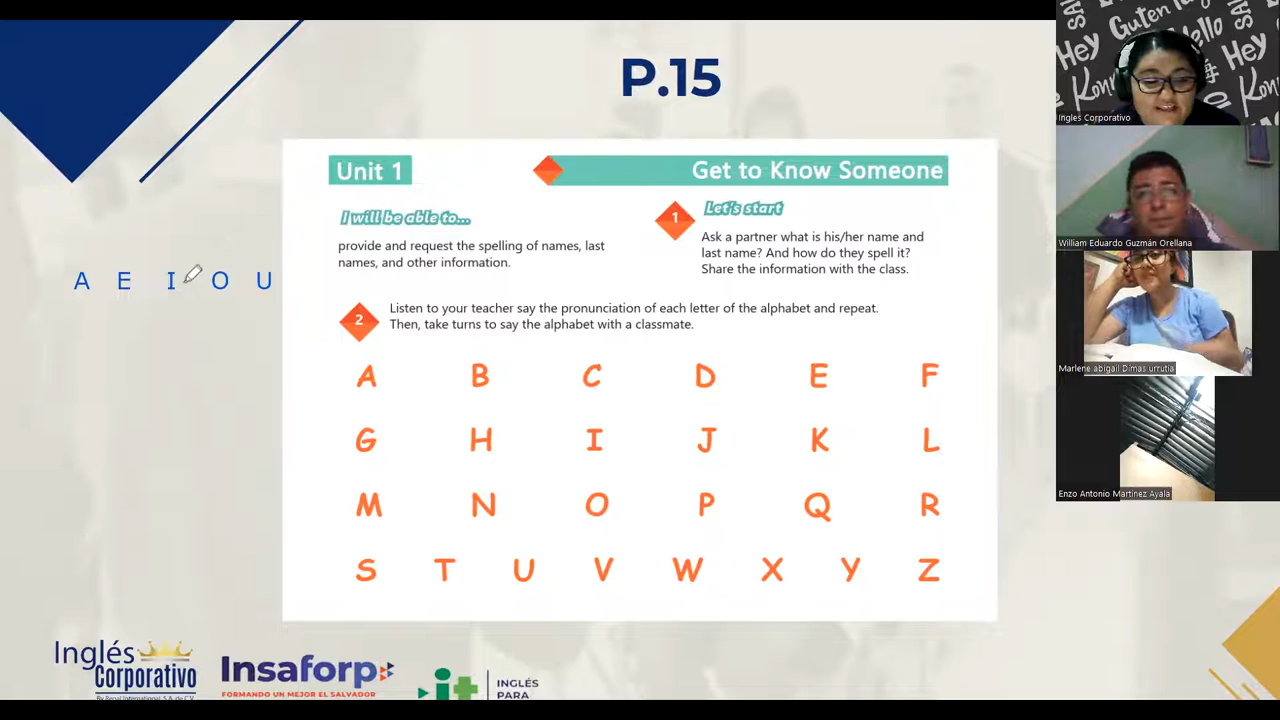 P.15
Unit 1
Get to Know Someone
I will be able to...
provide and request the spelling of names, last
names, and other information.
1
Let's start
Ask a partner what is his/her name and
last name? And how do they spell it?
Share the information with the class.
A E I O U
2
Listen to your teacher say the pronunciation of each letter of the alphabet and repeat.
Then, take turns to say the alphabet with a classmate.
A B C D E F
G H I J K L
M N O P Q R
S T U V W X Y Z
Inglés
Corporativo
Insaforp
FORMANDO UN MEJOR EL SALVADOR
it
INGLÉS
PARA
Hey
Guten
Hey
Ingles Corporativo
William Eduardo Guzmán Orellana
Marlene abigail Dimas urrutia
Enzo Antonio Martínez Ayala